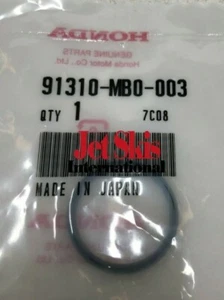 HONDA
GENUINE PARTS
Honda Motor Co., Ltd.
91310-MB0-003
QTY 1 7C08
Jet Skis
International
MADE IN JAPAN
HONDA